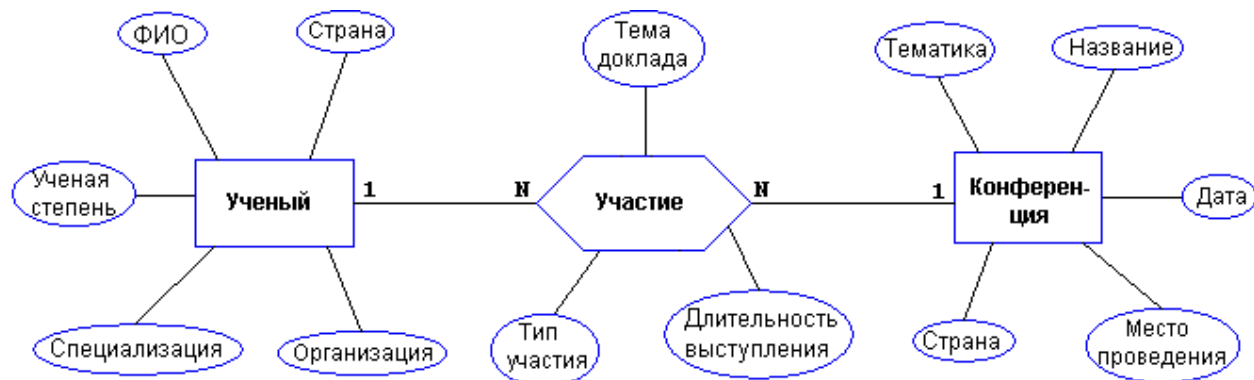 ФИО
Страна
Тема
доклада
Тематика
Название
Ученая
степень
Ученый
1
N
Участие
N
1
Конферен-
ция
Дата
Специализация
Организация
Тип
участия
Длительность
выступления
Страна
Место
проведения